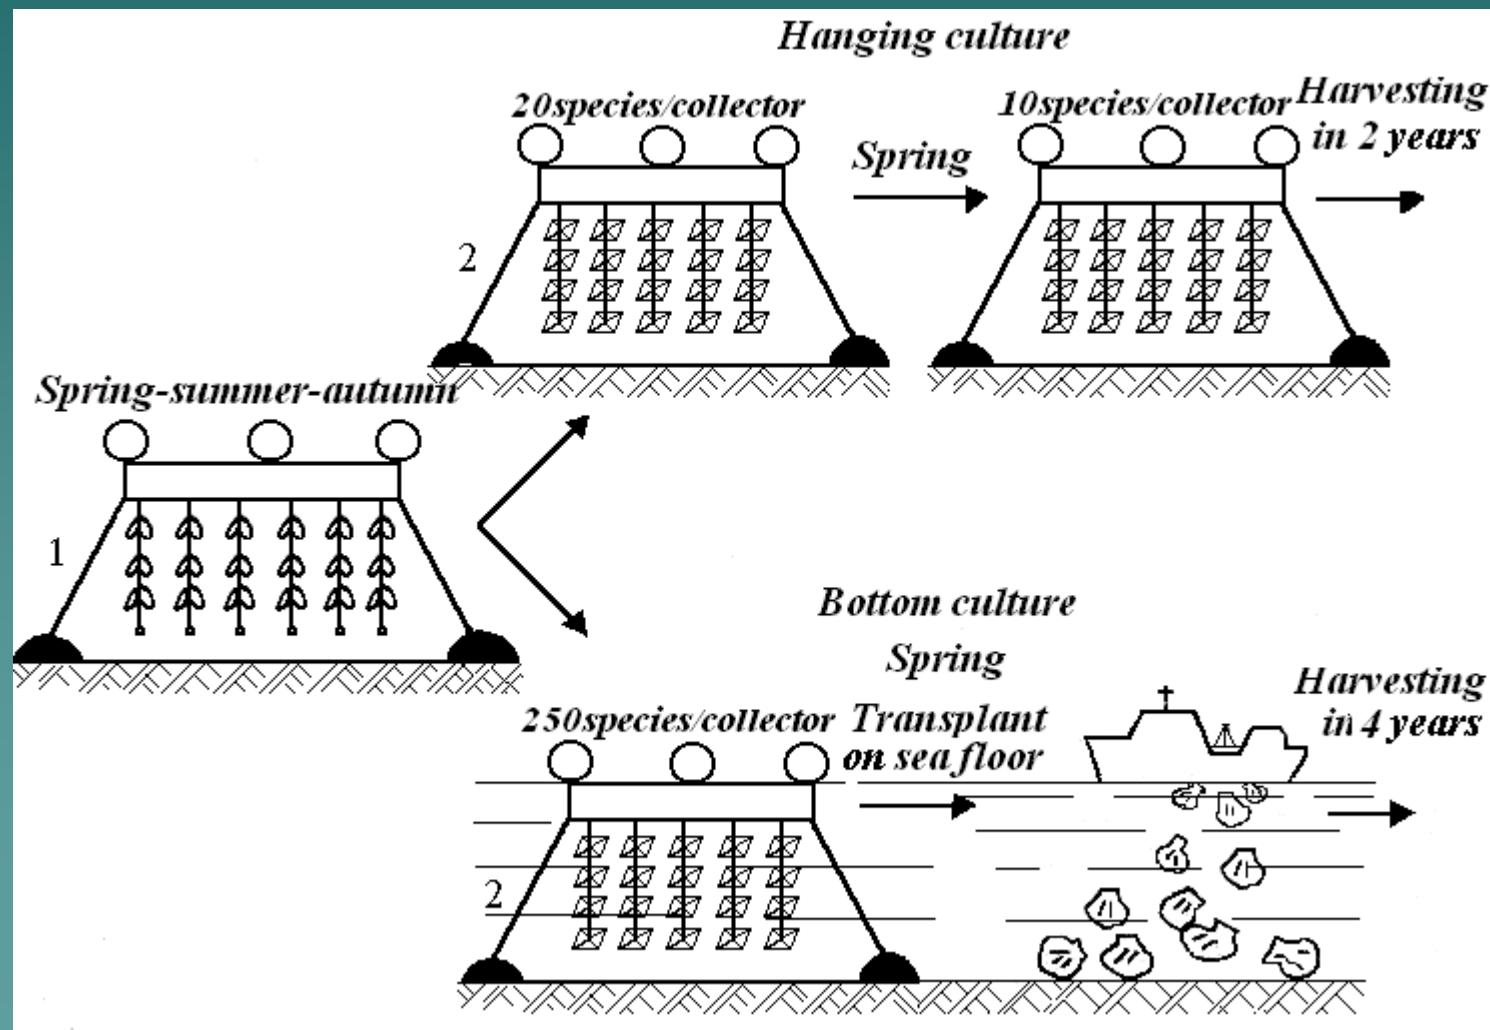 Hanging culture
20species/collector
Spring
10species/collector
Harvesting
in 2 years
2
Spring-summer-autumn
1
Bottom culture
Spring
250species/collector
Transplant
on sea floor
Harvesting
in 4 years
2